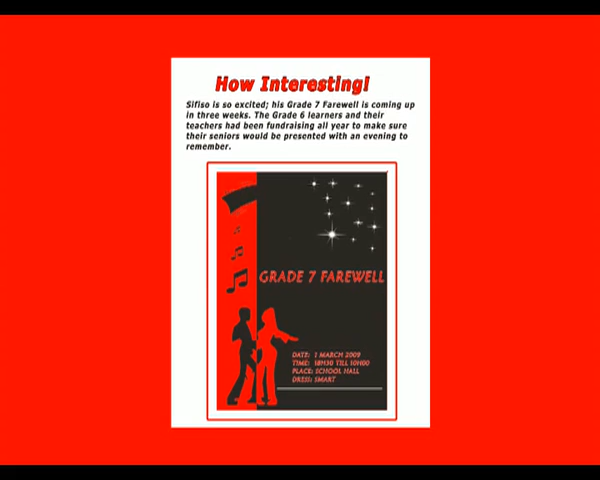 How Interesting!
Sifiso is so excited; his Grade 7 Farewell is coming up
in three weeks. The Grade 6 learners and their
teachers had been fundraising all year to make sure
their seniors would be presented with an evening to
remember.
GRADE 7 FAREWELL
DATE: 1 MARCH 2009
TIME: 18H30 TILL 10H00
PLACE: SCHOOL HALL
DRESS: SMART